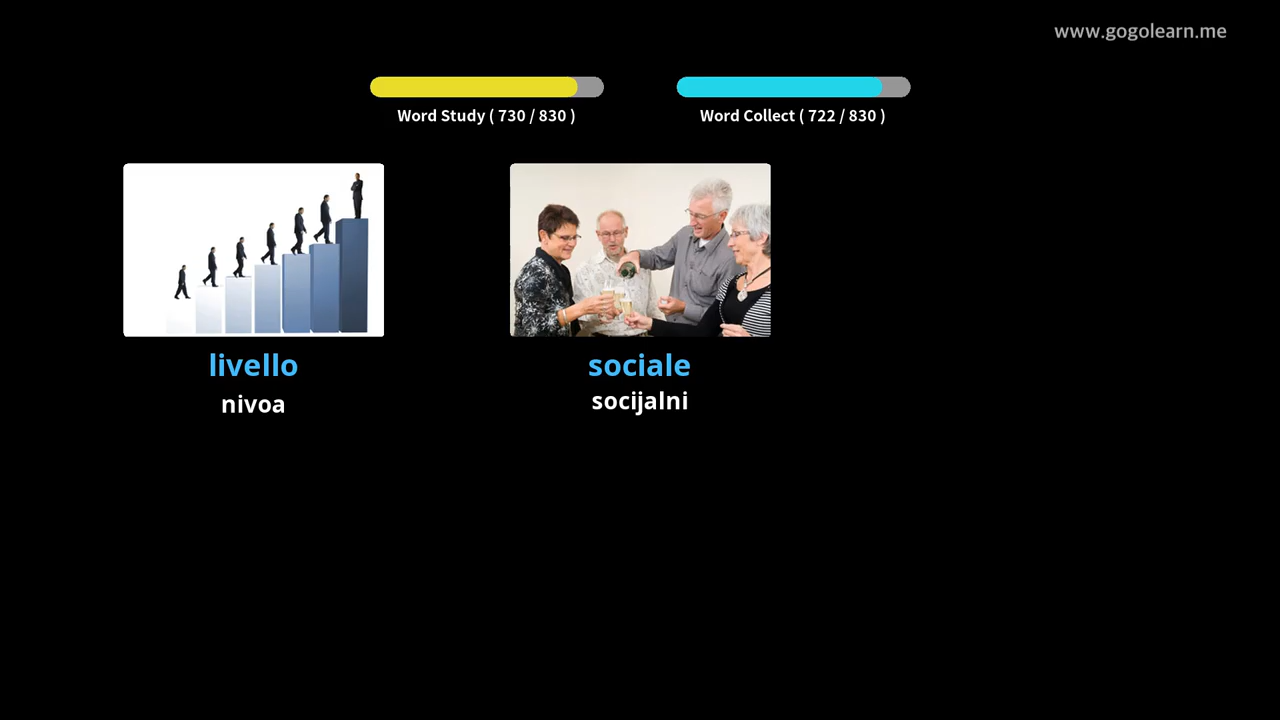 www.gogolearn.me
Word Study ( 730 / 830 )
Word Collect ( 722 / 830 )
livello
nivoa
sociale
socijalni